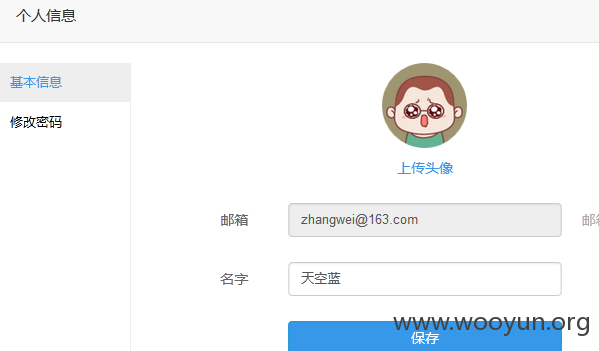 个人信息
基本信息
修改密码
上传头像
邮箱 zhangwei@163.com 邮
名字 天空蓝
保存
www.wooyun.org